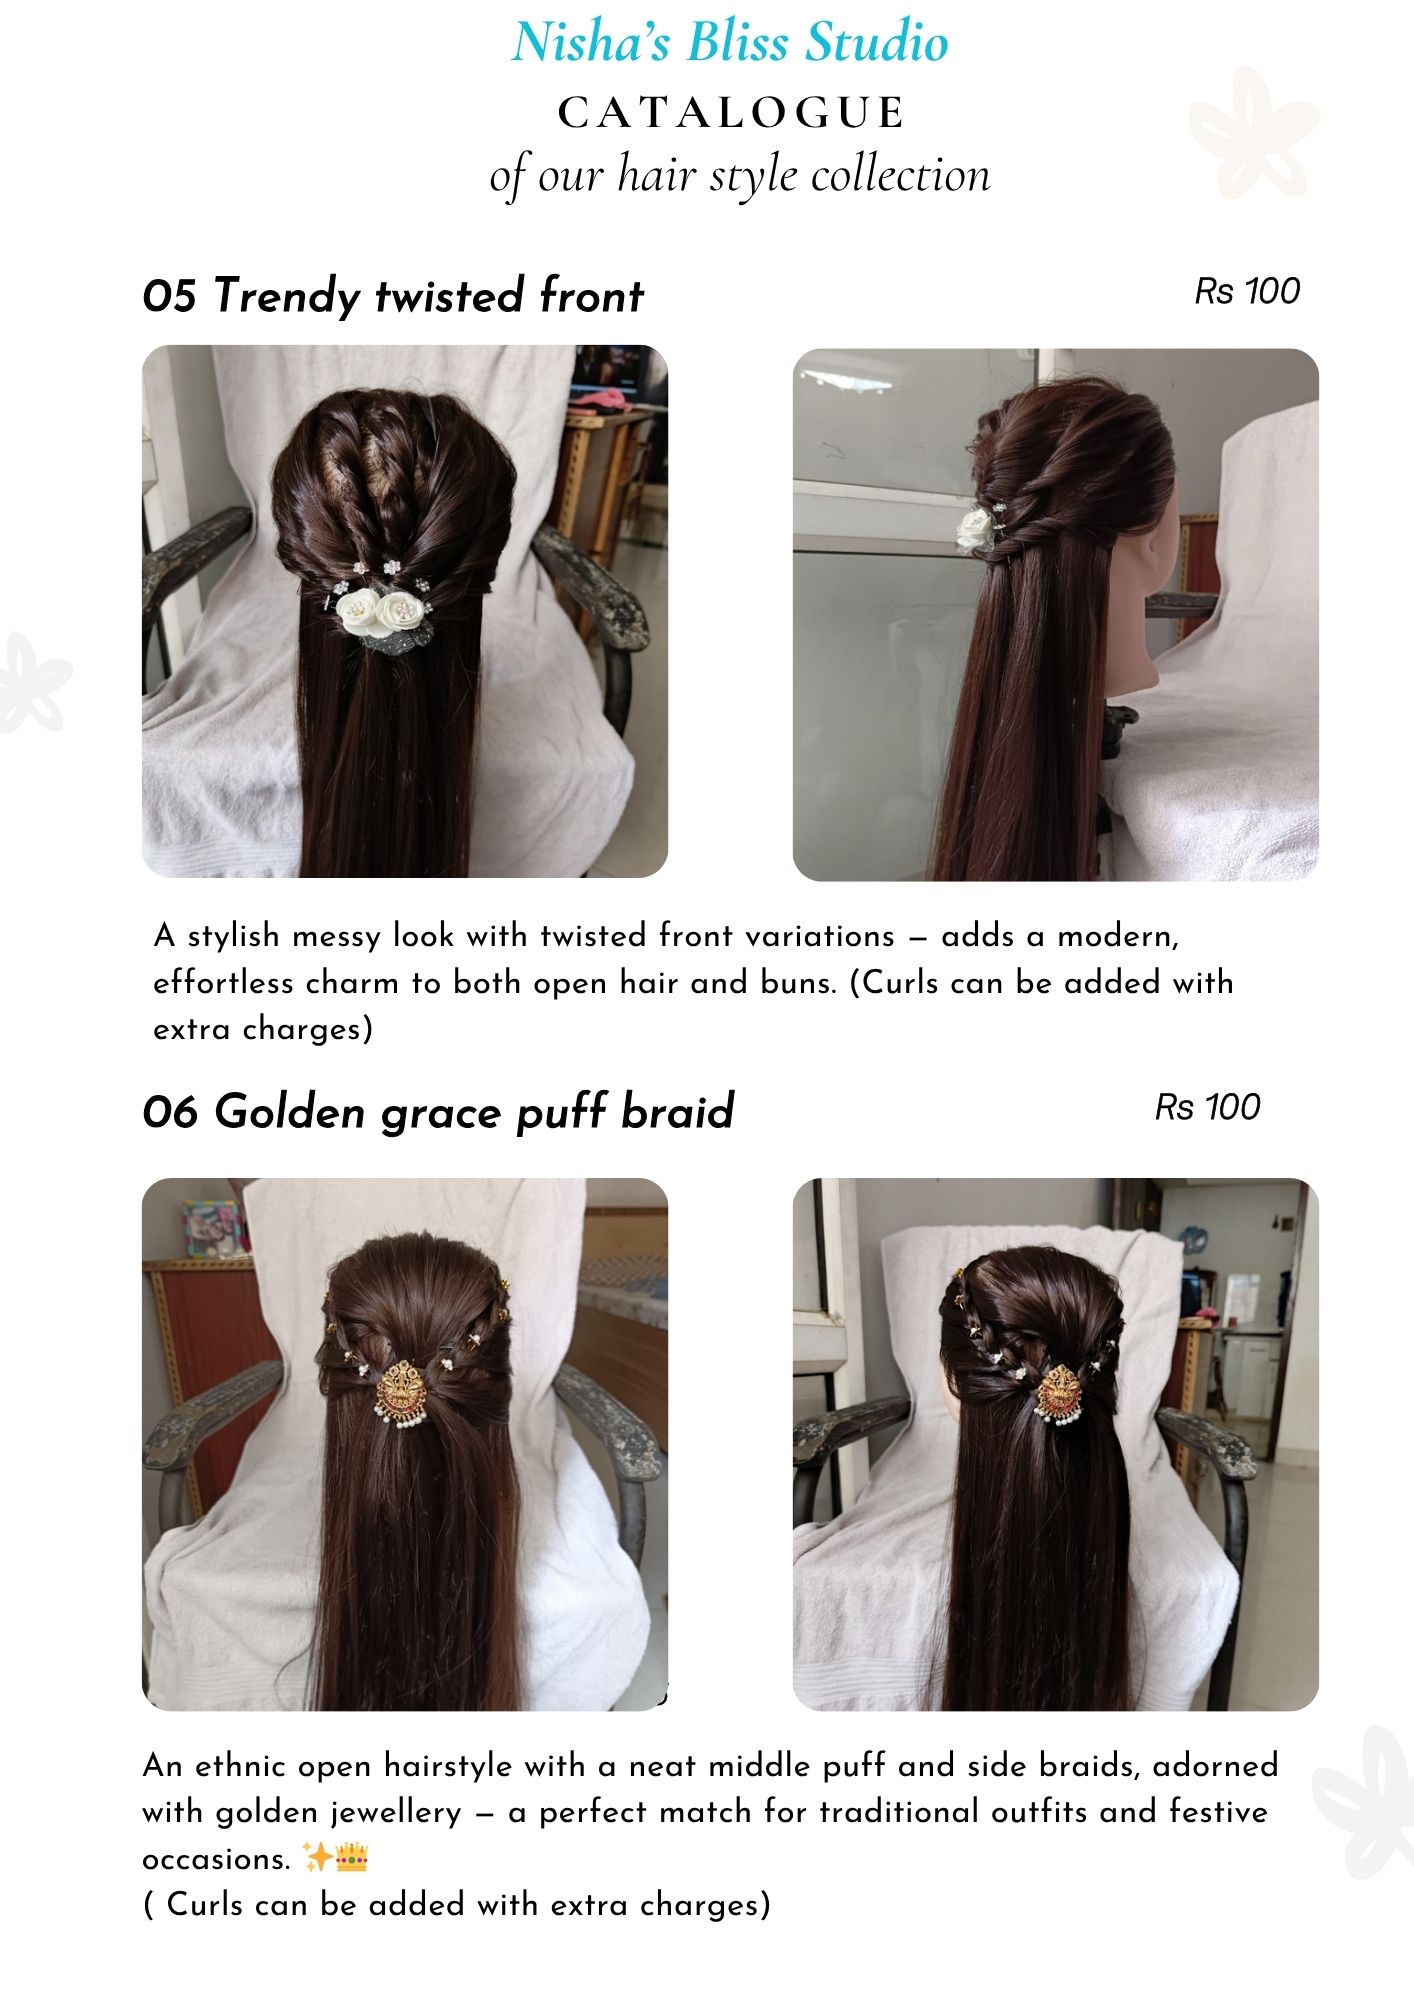 Nisha's Bliss Studio
CATALOGUE
of our hair style collection
05 Trendy twisted front
Rs 100
A stylish messy look with twisted front variations – adds a modern,
effortless charm to both open hair and buns. (Curls can be added with
extra charges)
06 Golden grace puff braid
Rs 100
An ethnic open hairstyle with a neat middle puff and side braids, adorned
with golden jewellery – a perfect match for traditional outfits and festive
occasions. ✨👑
( Curls can be added with extra charges)